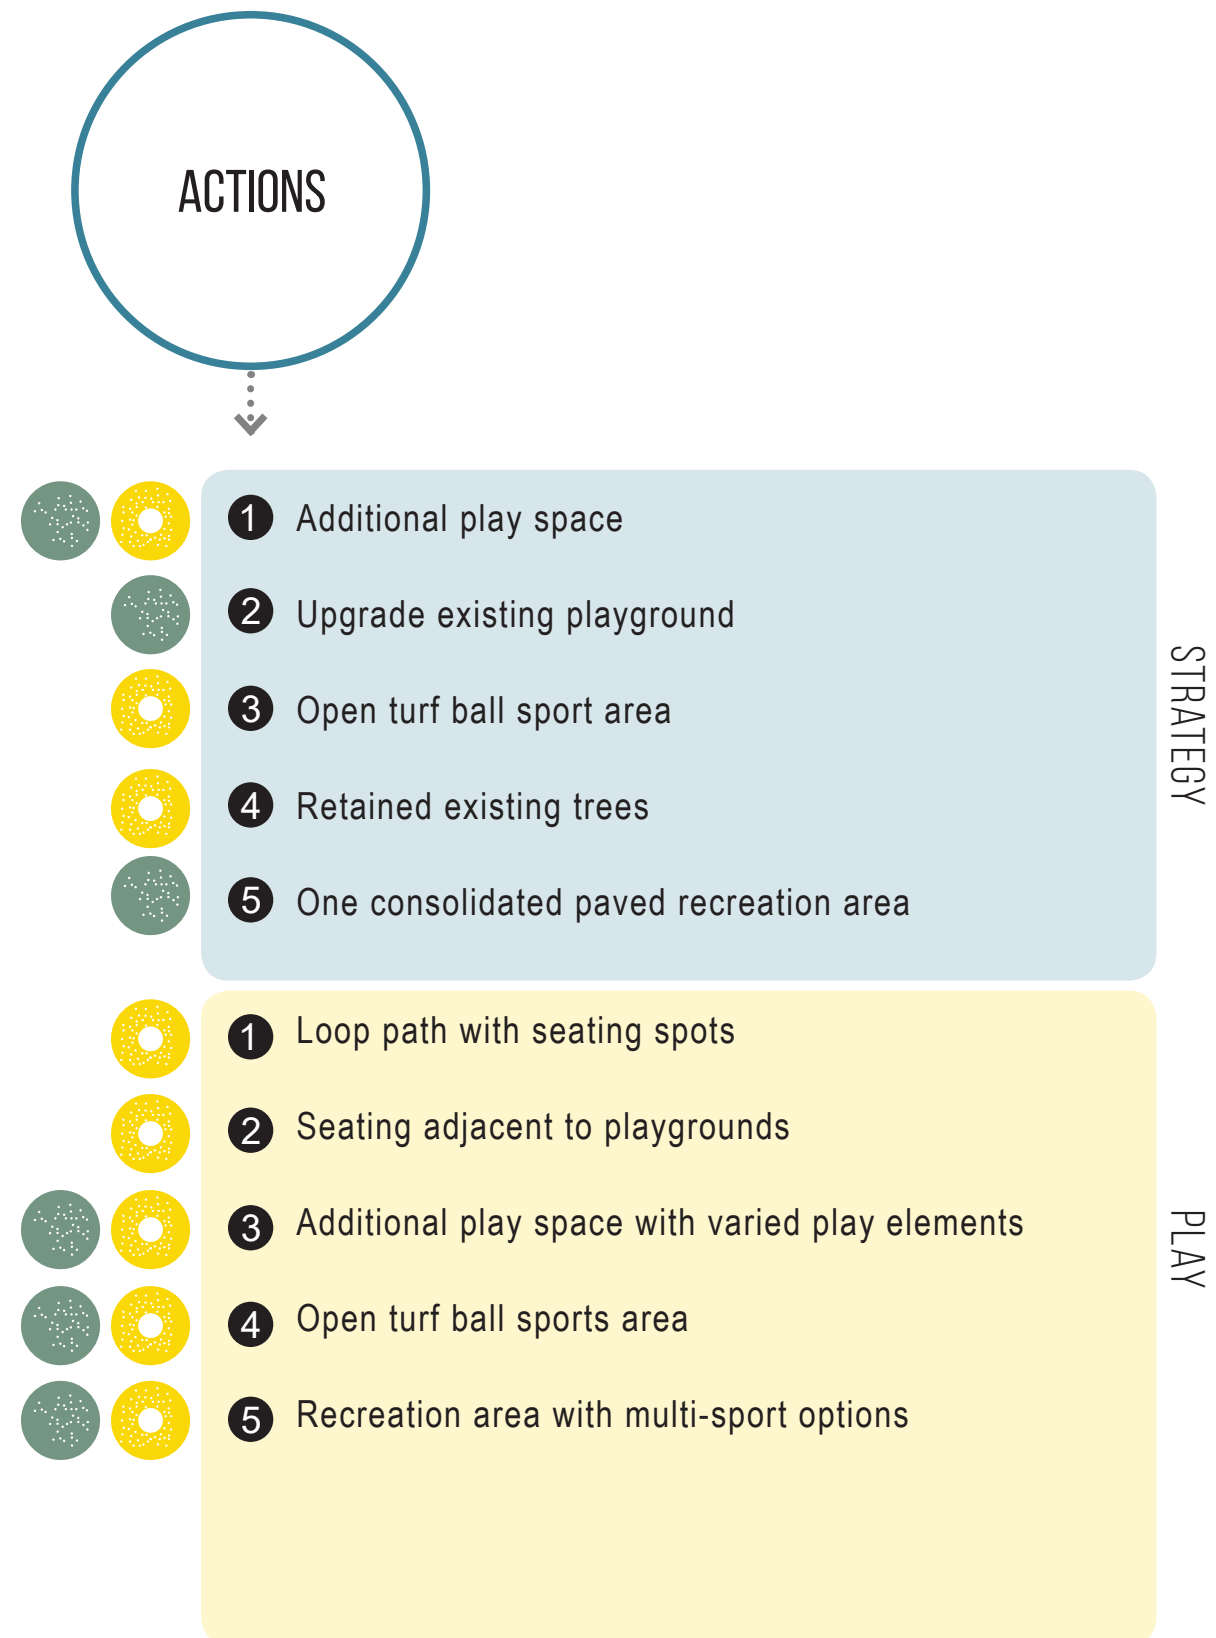 ACTIONS
1 Additional play space
2 Upgrade existing playground
3 Open turf ball sport area
4 Retained existing trees
5 One consolidated paved recreation area
STRATEGY
1 Loop path with seating spots
2 Seating adjacent to playgrounds
3 Additional play space with varied play elements
4 Open turf ball sports area
5 Recreation area with multi-sport options
PLAY